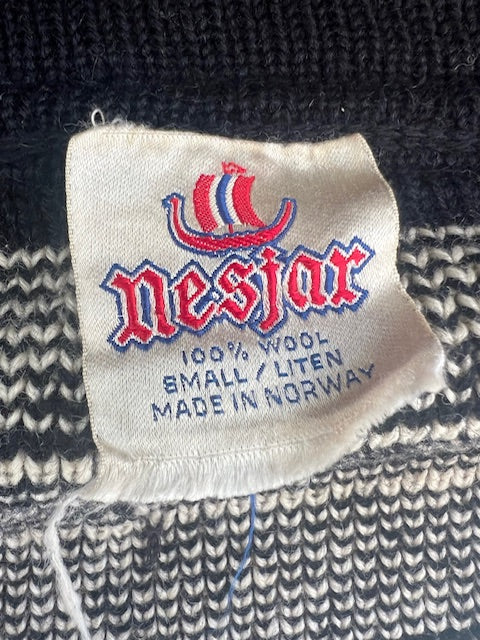 nesjar
100% WOOL
SMALL / LITEN
MADE IN NORWAY